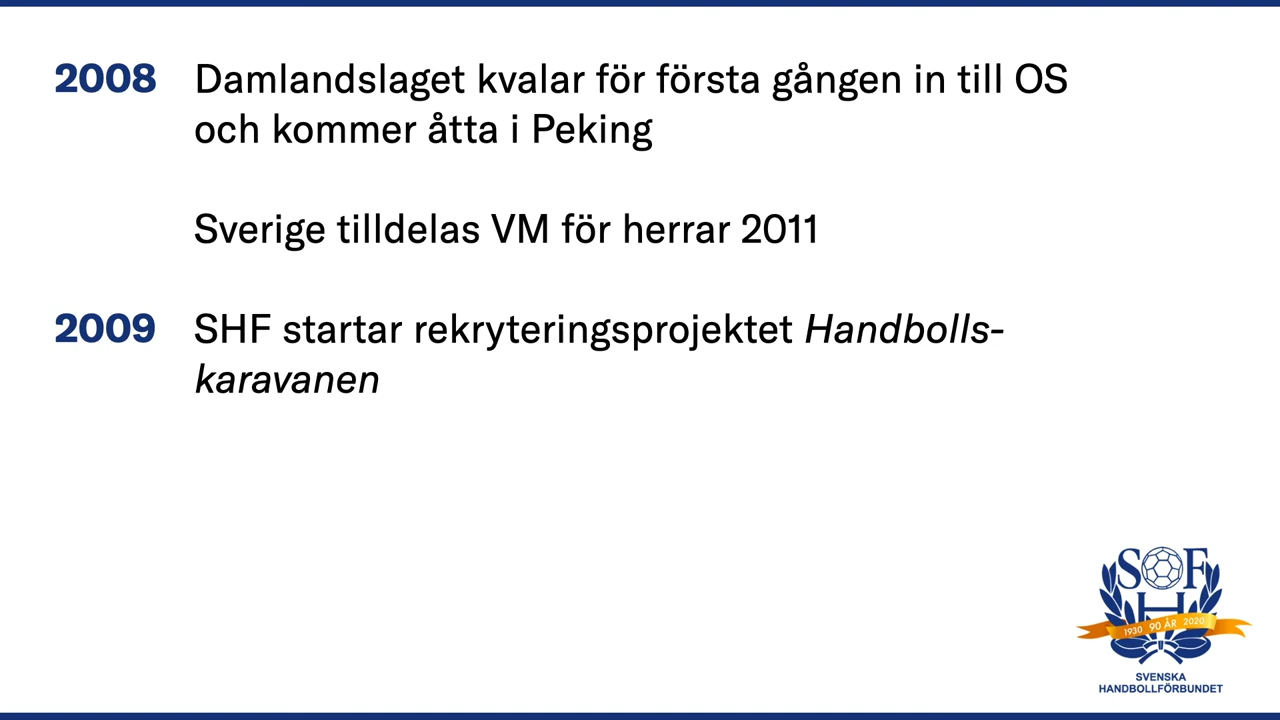 2008 Damlandslaget kvalar för första gången in till OS
och kommer åtta i Peking
Sverige tilldelas VM för herrar 2011
2009 SHF startar rekryteringsprojektet Handbolls-
karavanen
S F
H
1930 90 ÅR 2020
SVENSKA
HANDBOLLFÖRBUNDET